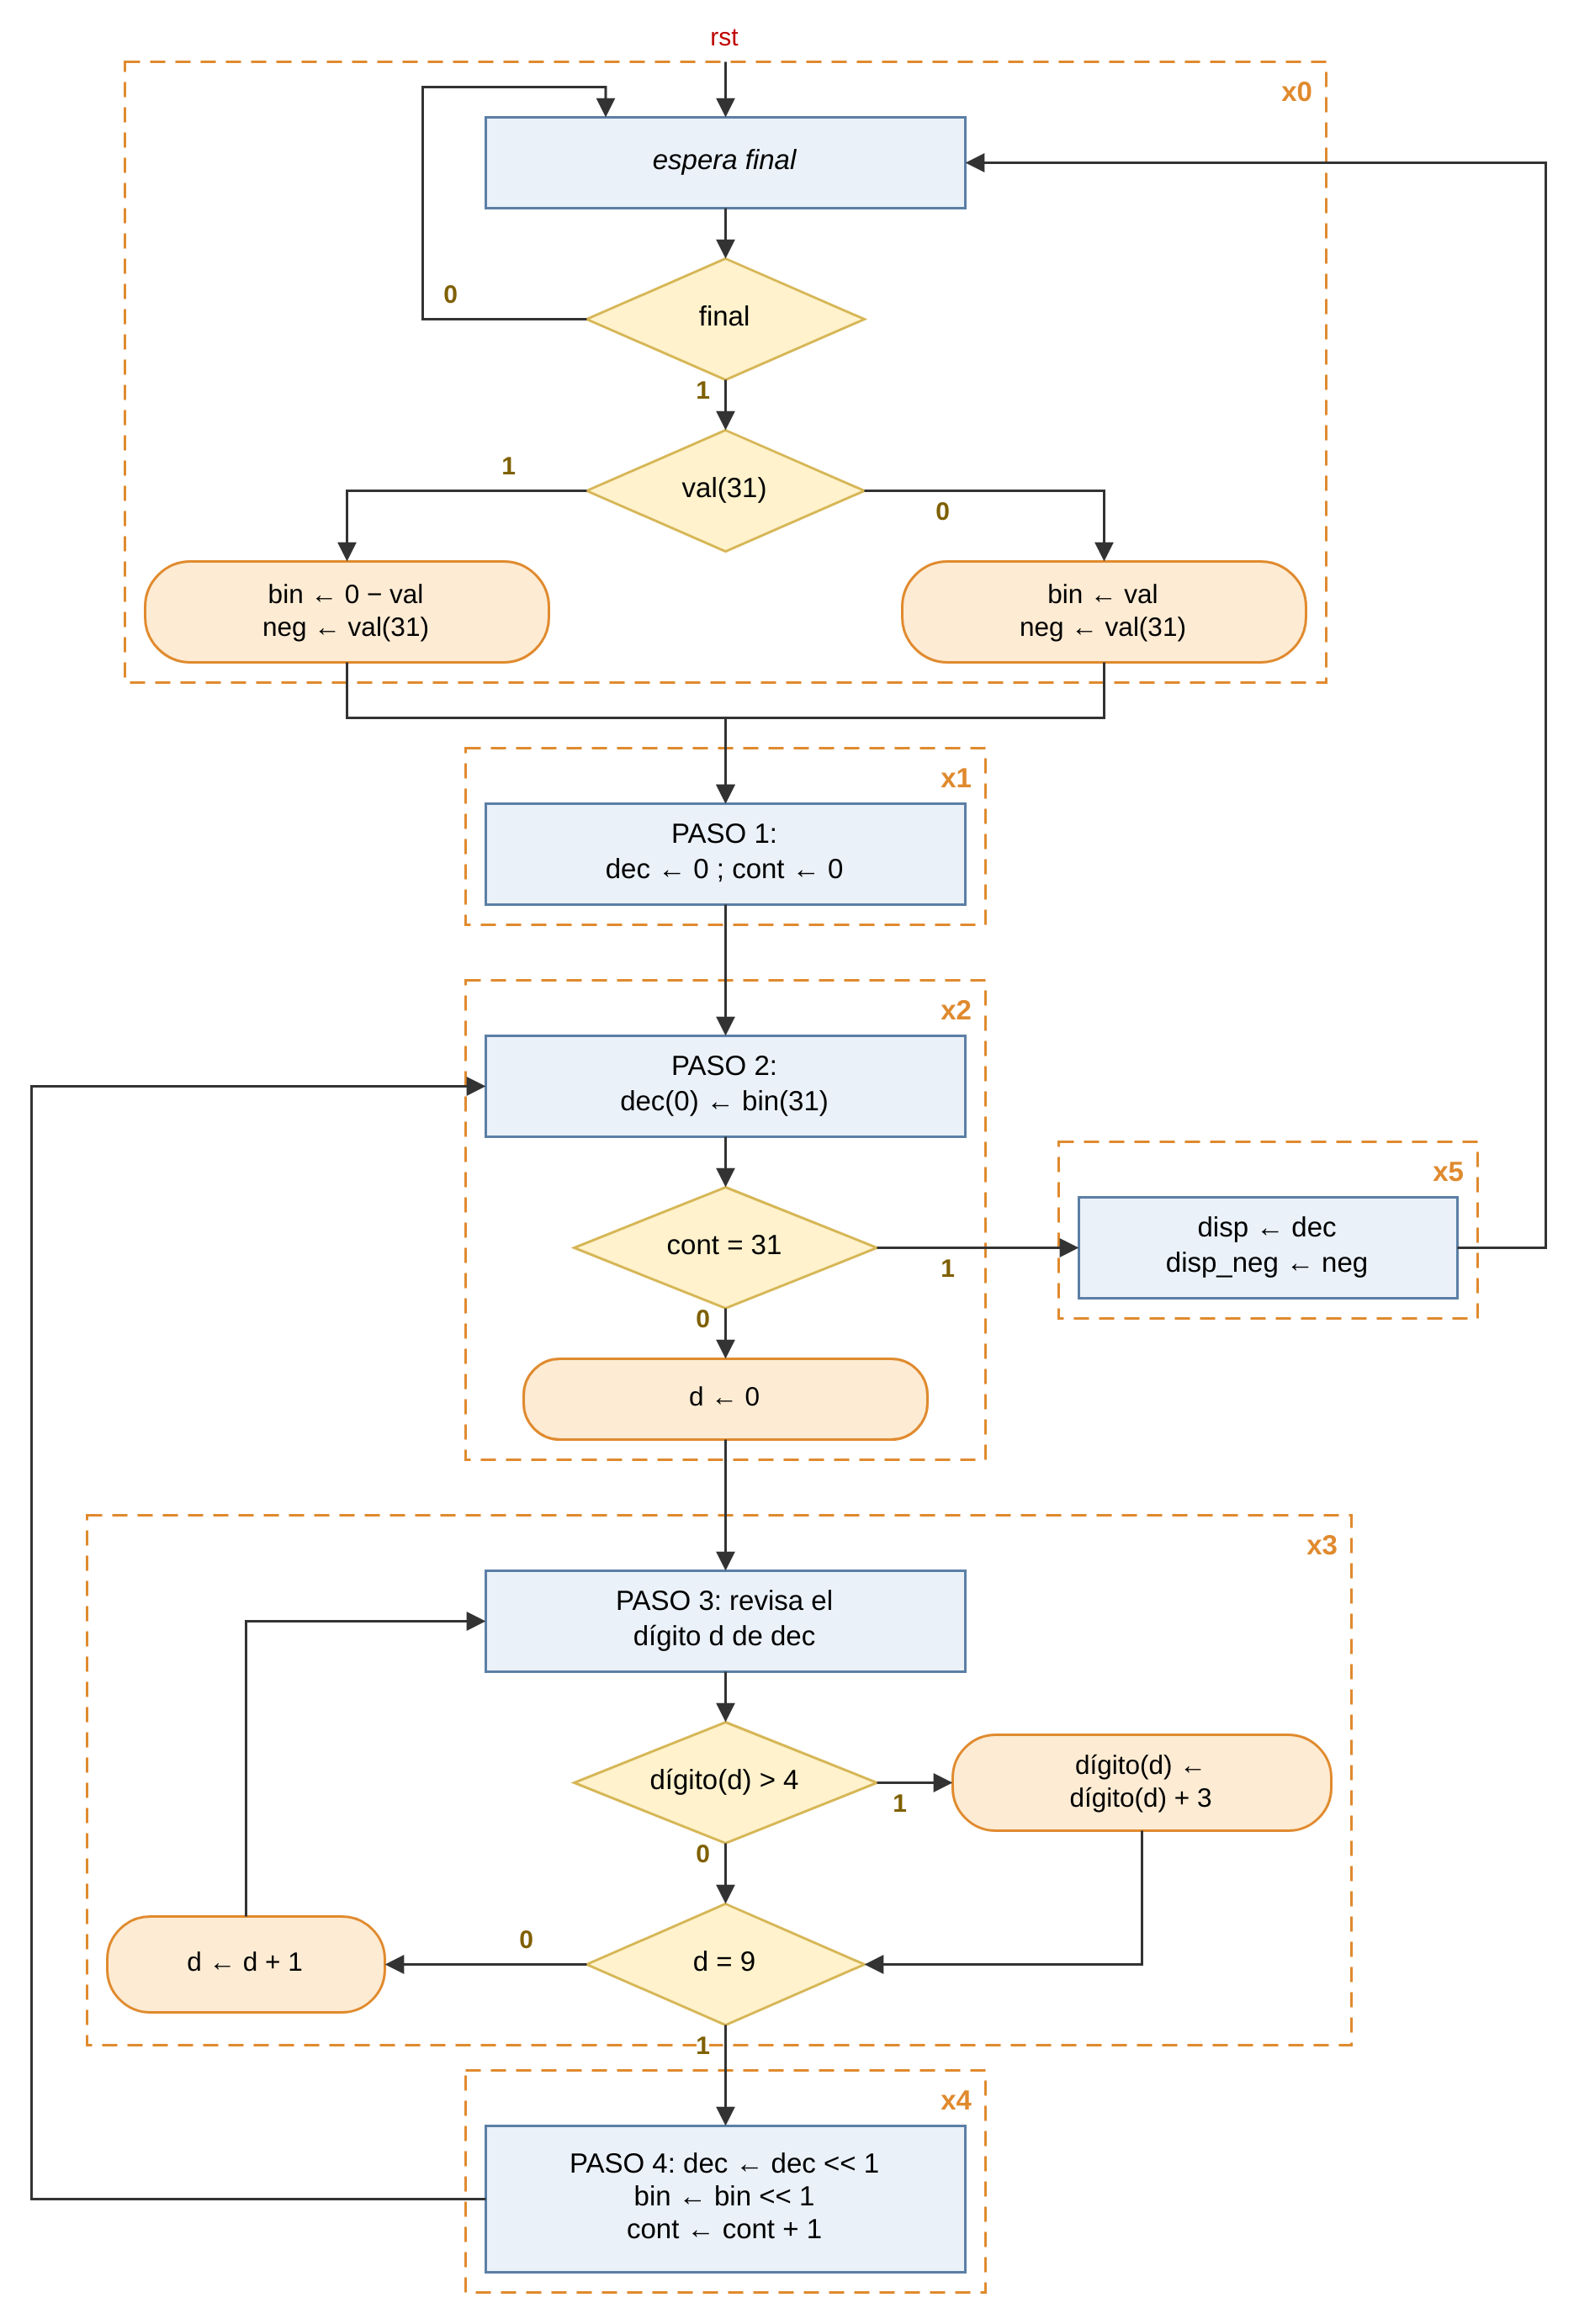 rst
x0
espera final
0
final
1
1
val(31)
0
bin ← 0 − val
neg ← val(31)
bin ← val
neg ← val(31)
x1
PASO 1:
dec ← 0 ; cont ← 0
x2
PASO 2:
dec(0) ← bin(31)
x5
cont = 31
1
disp ← dec
disp_neg ← neg
0
d ← 0
x3
PASO 3: revisa el
dígito d de dec
dígito(d) > 4
1
dígito(d) ←
dígito(d) + 3
0
d ← d + 1
0
d = 9
1
x4
PASO 4: dec ← dec << 1
bin ← bin << 1
cont ← cont + 1